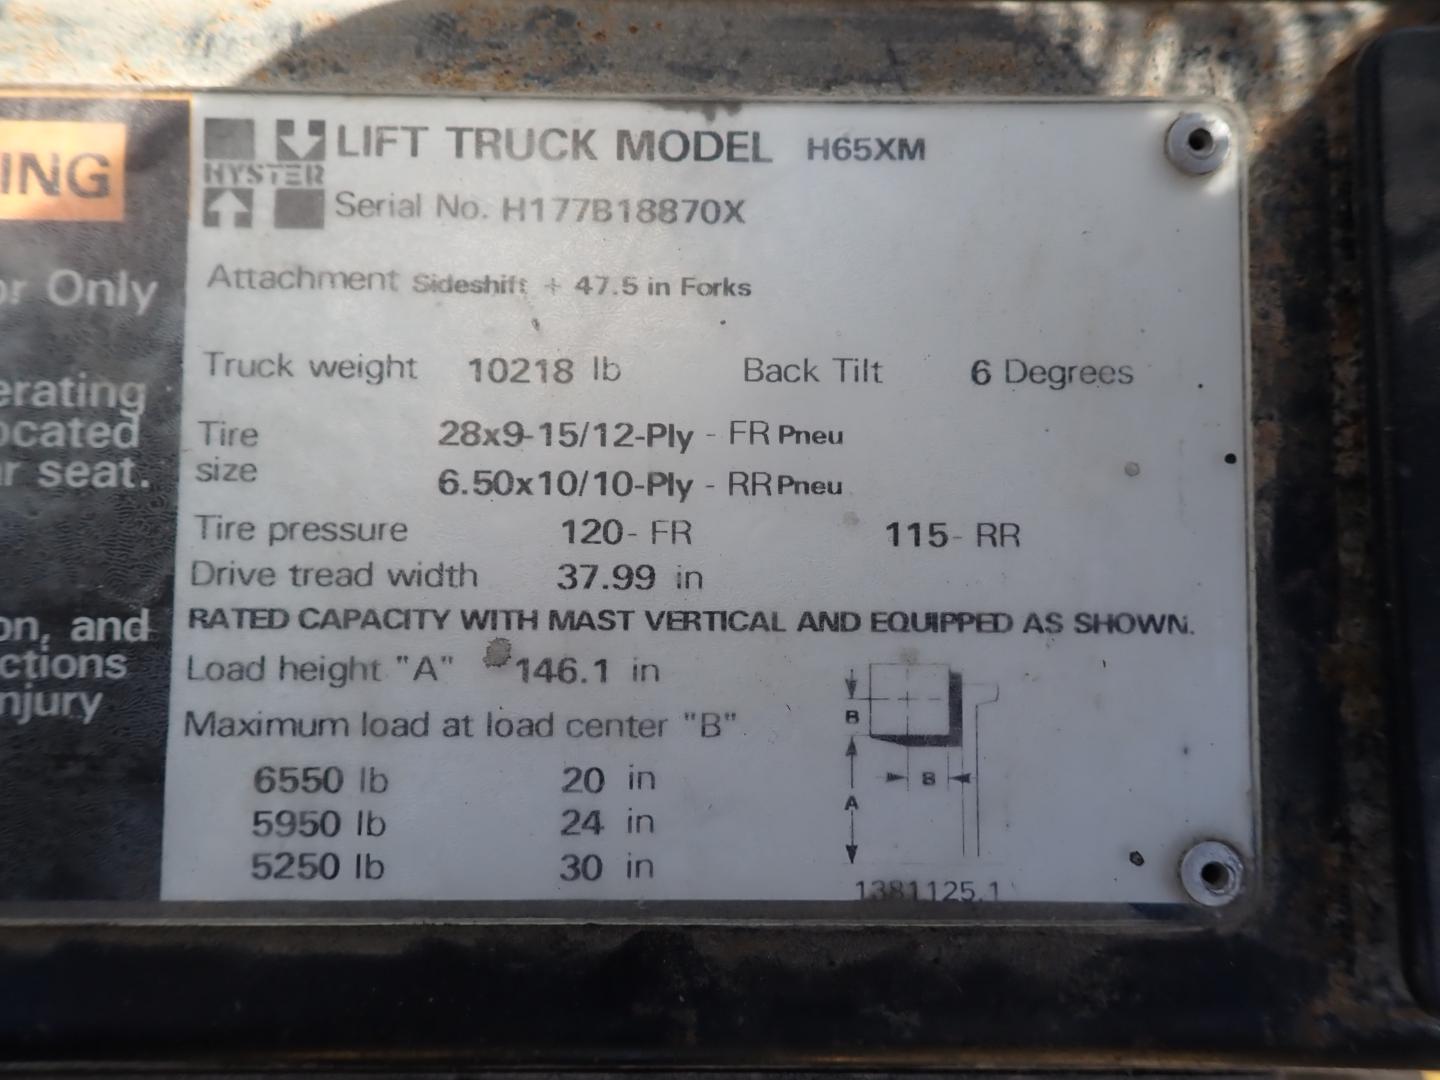 ING
or Only
erating
ocated
r seat.
on, and
ctions
njury
HYSTER
LIFT TRUCK MODEL H65XM
Serial No. H177B18870X
Attachment Sideshift + 47.5 in Forks
Truck weight 10218 lb Back Tilt 6 Degrees
Tire size 28x9-15/12-Ply - FR Pneu
6.50x10/10-Ply - RR Pneu
Tire pressure 120- FR 115- RR
Drive tread width 37.99 in
RATED CAPACITY WITH MAST VERTICAL AND EQUIPPED AS SHOWN.
Load height "A" 146.1 in
Maximum load at load center "B"
6550 lb 20 in
5950 lb 24 in
5250 lb 30 in
B
B
A
1381125.1